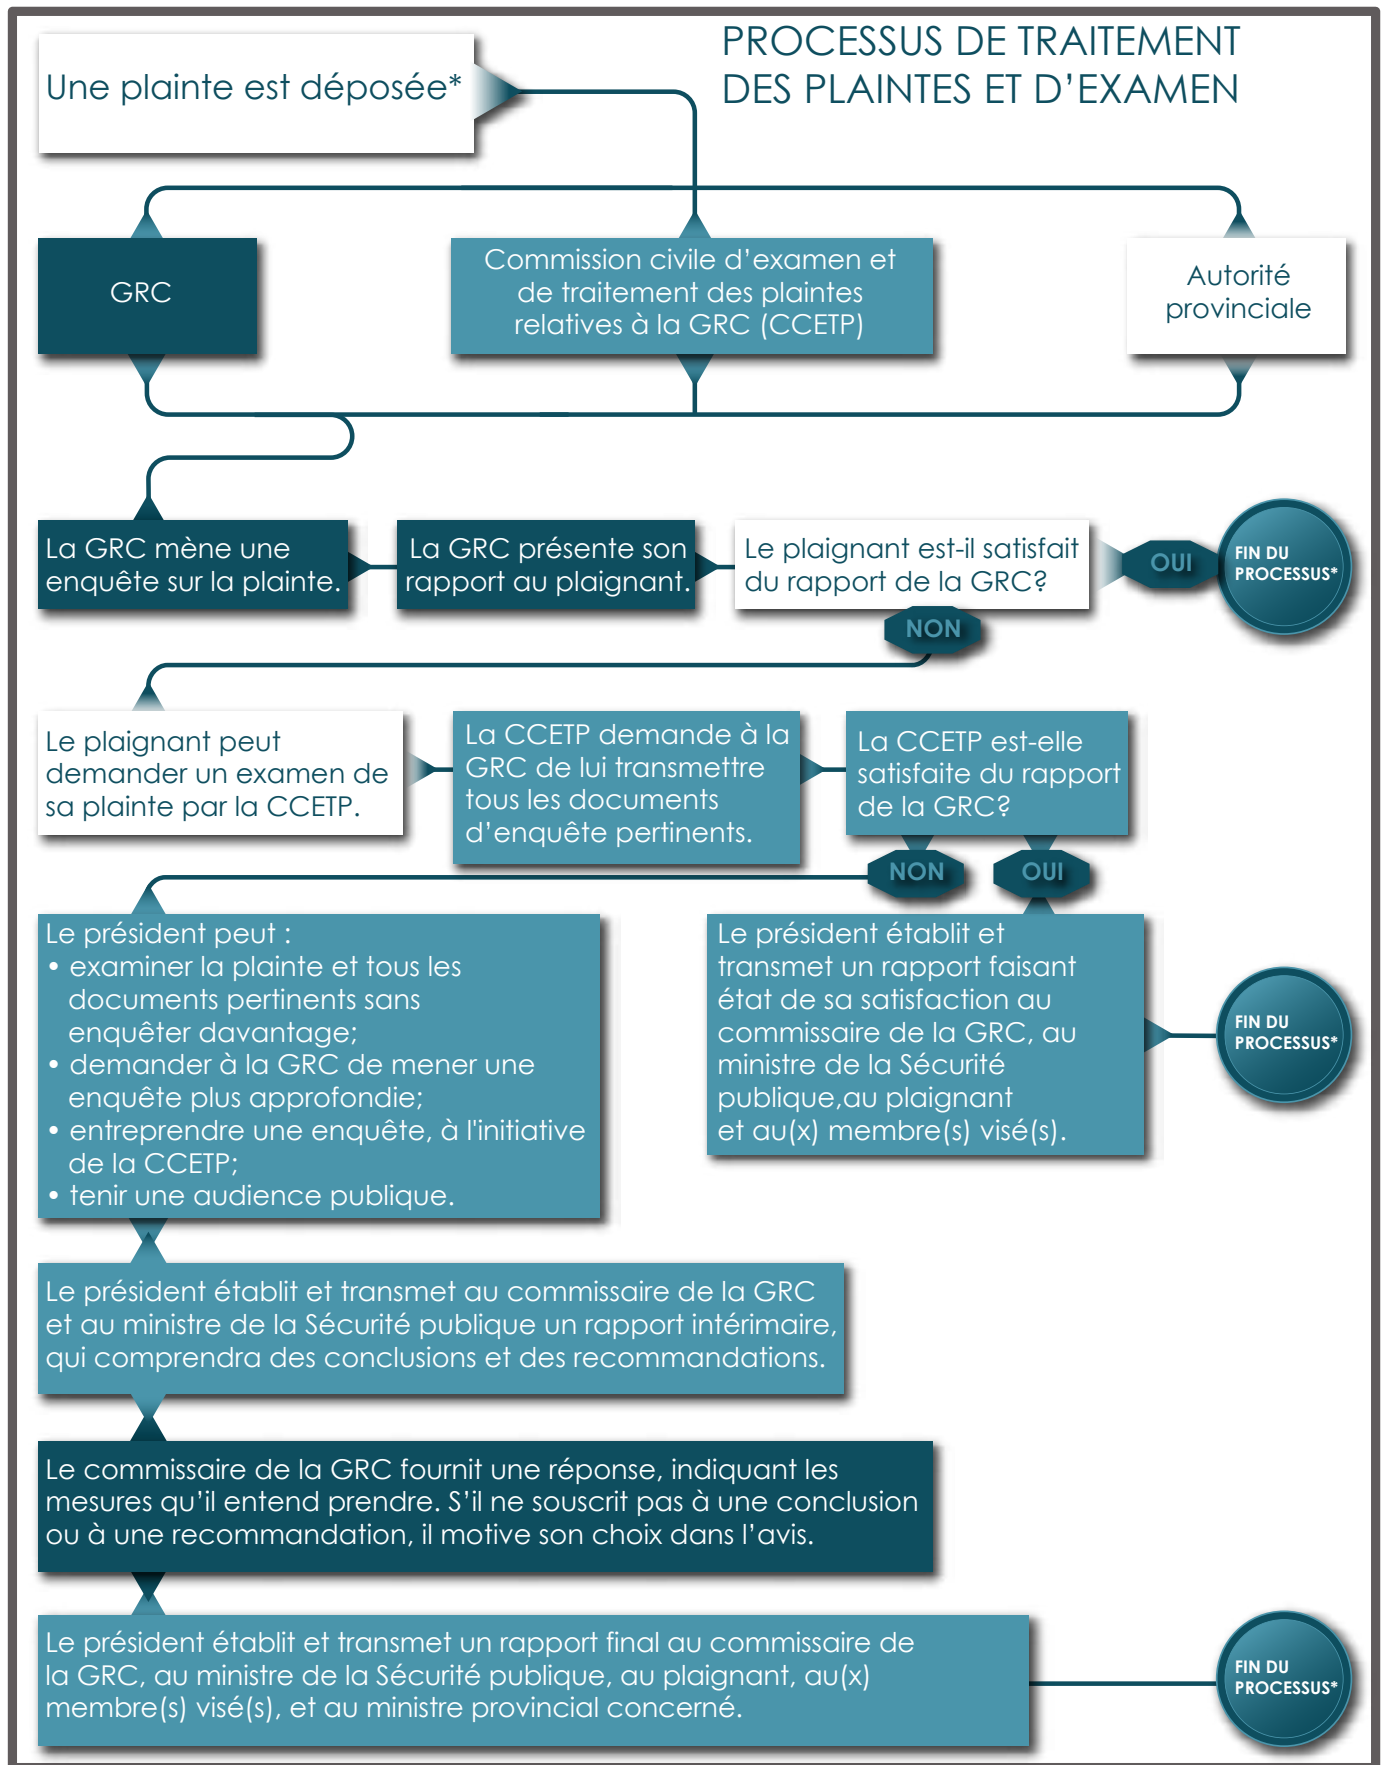 PROCESSUS DE TRAITEMENT
DES PLAINTES ET D’EXAMEN
Une plainte est déposée*
GRC
Commission civile d’examen et
de traitement des plaintes
relatives à la GRC (CCETP)
Autorité
provinciale
La GRC mène une
enquête sur la plainte.
La GRC présente son
rapport au plaignant.
Le plaignant est-il satisfait
du rapport de la GRC?
OUI
FIN DU
PROCESSUS*
NON
Le plaignant peut
demander un examen de
sa plainte par la CCETP.
La CCETP demande à la
GRC de lui transmettre
tous les documents
d’enquête pertinents.
La CCETP est-elle
satisfaite du rapport
de la GRC?
NON
OUI
Le président peut :
• examiner la plainte et tous les
documents pertinents sans
enquêter davantage;
• demander à la GRC de mener une
enquête plus approfondie;
• entreprendre une enquête, à l'initiative
de la CCETP;
• tenir une audience publique.
Le président établit et
transmet un rapport faisant
état de sa satisfaction au
commissaire de la GRC, au
ministre de la Sécurité
publique,au plaignant
et au(x) membre(s) visé(s).
FIN DU
PROCESSUS*
Le président établit et transmet au commissaire de la GRC
et au ministre de la Sécurité publique un rapport intérimaire,
qui comprendra des conclusions et des recommandations.
Le commissaire de la GRC fournit une réponse, indiquant les
mesures qu’il entend prendre. S’il ne souscrit pas à une conclusion
ou à une recommandation, il motive son choix dans l’avis.
Le président établit et transmet un rapport final au commissaire de
la GRC, au ministre de la Sécurité publique, au plaignant, au(x)
membre(s) visé(s), et au ministre provincial concerné.
FIN DU
PROCESSUS*